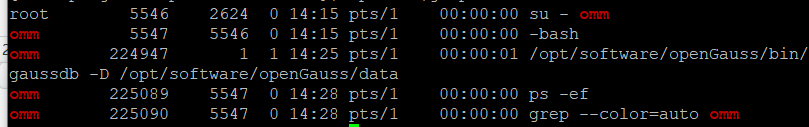 root        5546    2624  0 14:15 pts/1    00:00:00 su - omm
omm         5547    5546  0 14:15 pts/1    00:00:00 -bash
omm       224947       1  1 14:25 pts/1    00:00:01 /opt/software/openGauss/bin/
gaussdb -D /opt/software/openGauss/data
omm       225089    5547  0 14:28 pts/1    00:00:00 ps -ef
omm       225090    5547  0 14:28 pts/1    00:00:00 grep --color=auto omm